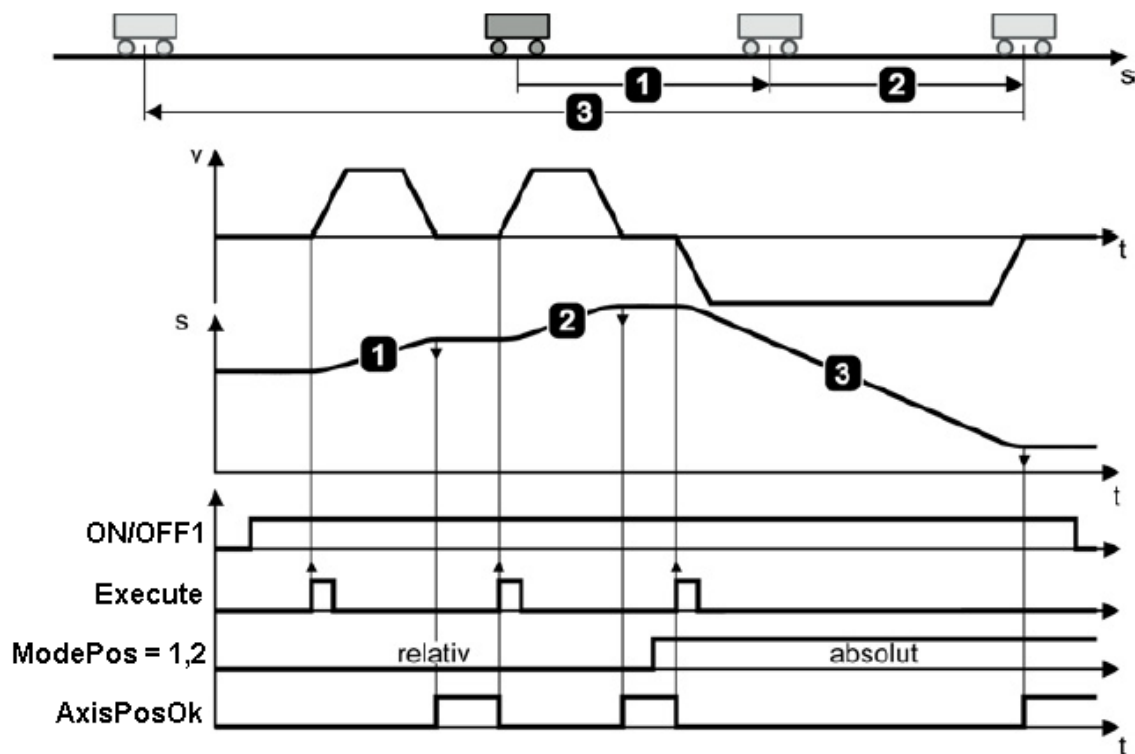 s
1
2
3
v
t
S
1
2
3
t
ON/OFF1
Execute
ModePos = 1,2
relativ
absolut
AxisPosOk
t